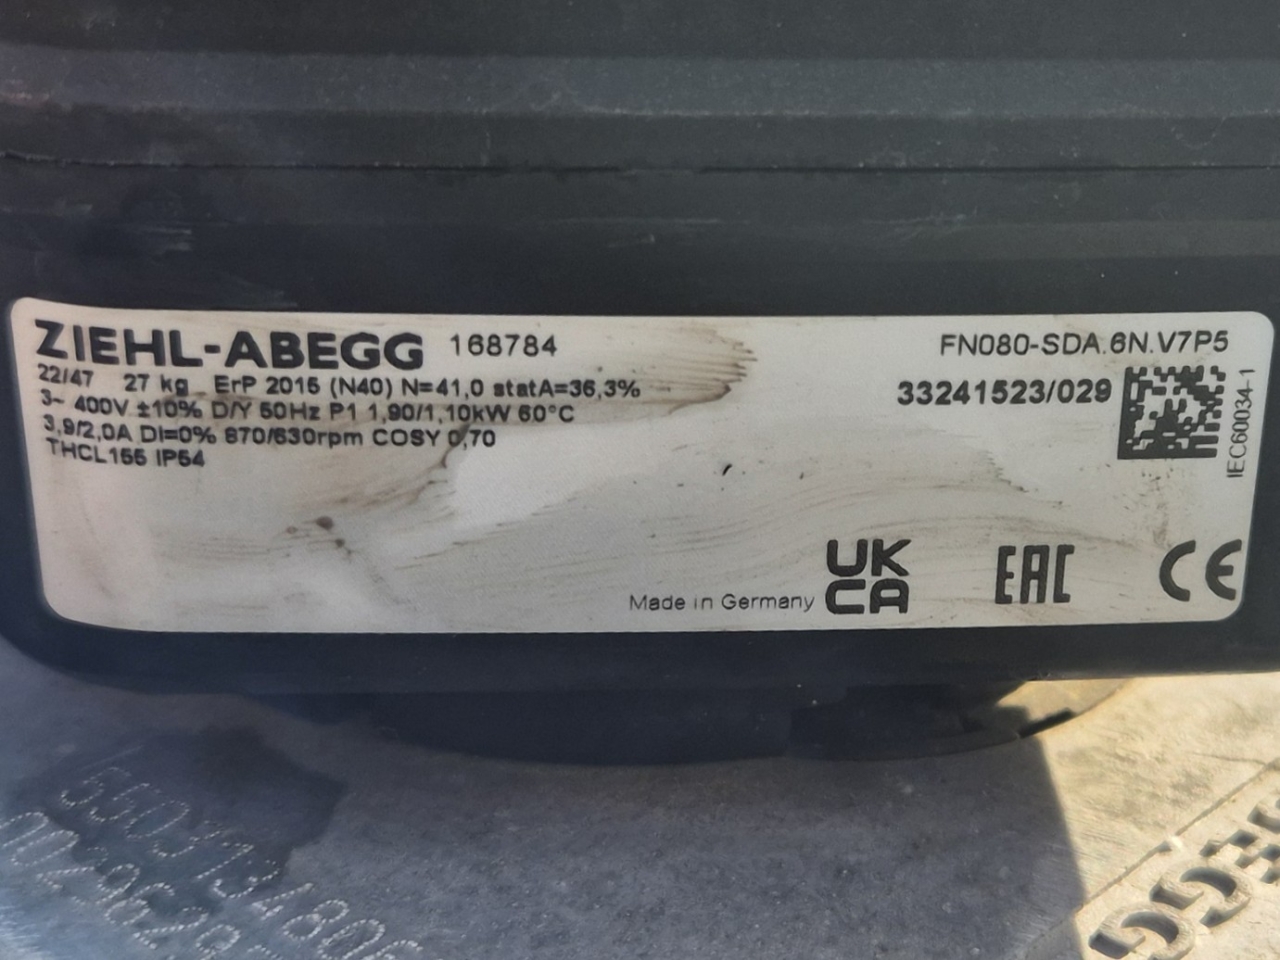 ZIEHL-ABEGG 168784
FN080-SDA.6N.V7P5
22/47 27 kg ErP 2015 (N40) N=41,0 statA=36,3%
33241523/029
3~ 400V ±10% D/Y 50Hz P1 1,90/1,10kW 60°C
3,9/2,0A DI=0% 870/630rpm COSY 0,70
THCL155 IP54
IEC60034-1
Made in Germany
UK
CA
EAC
CE